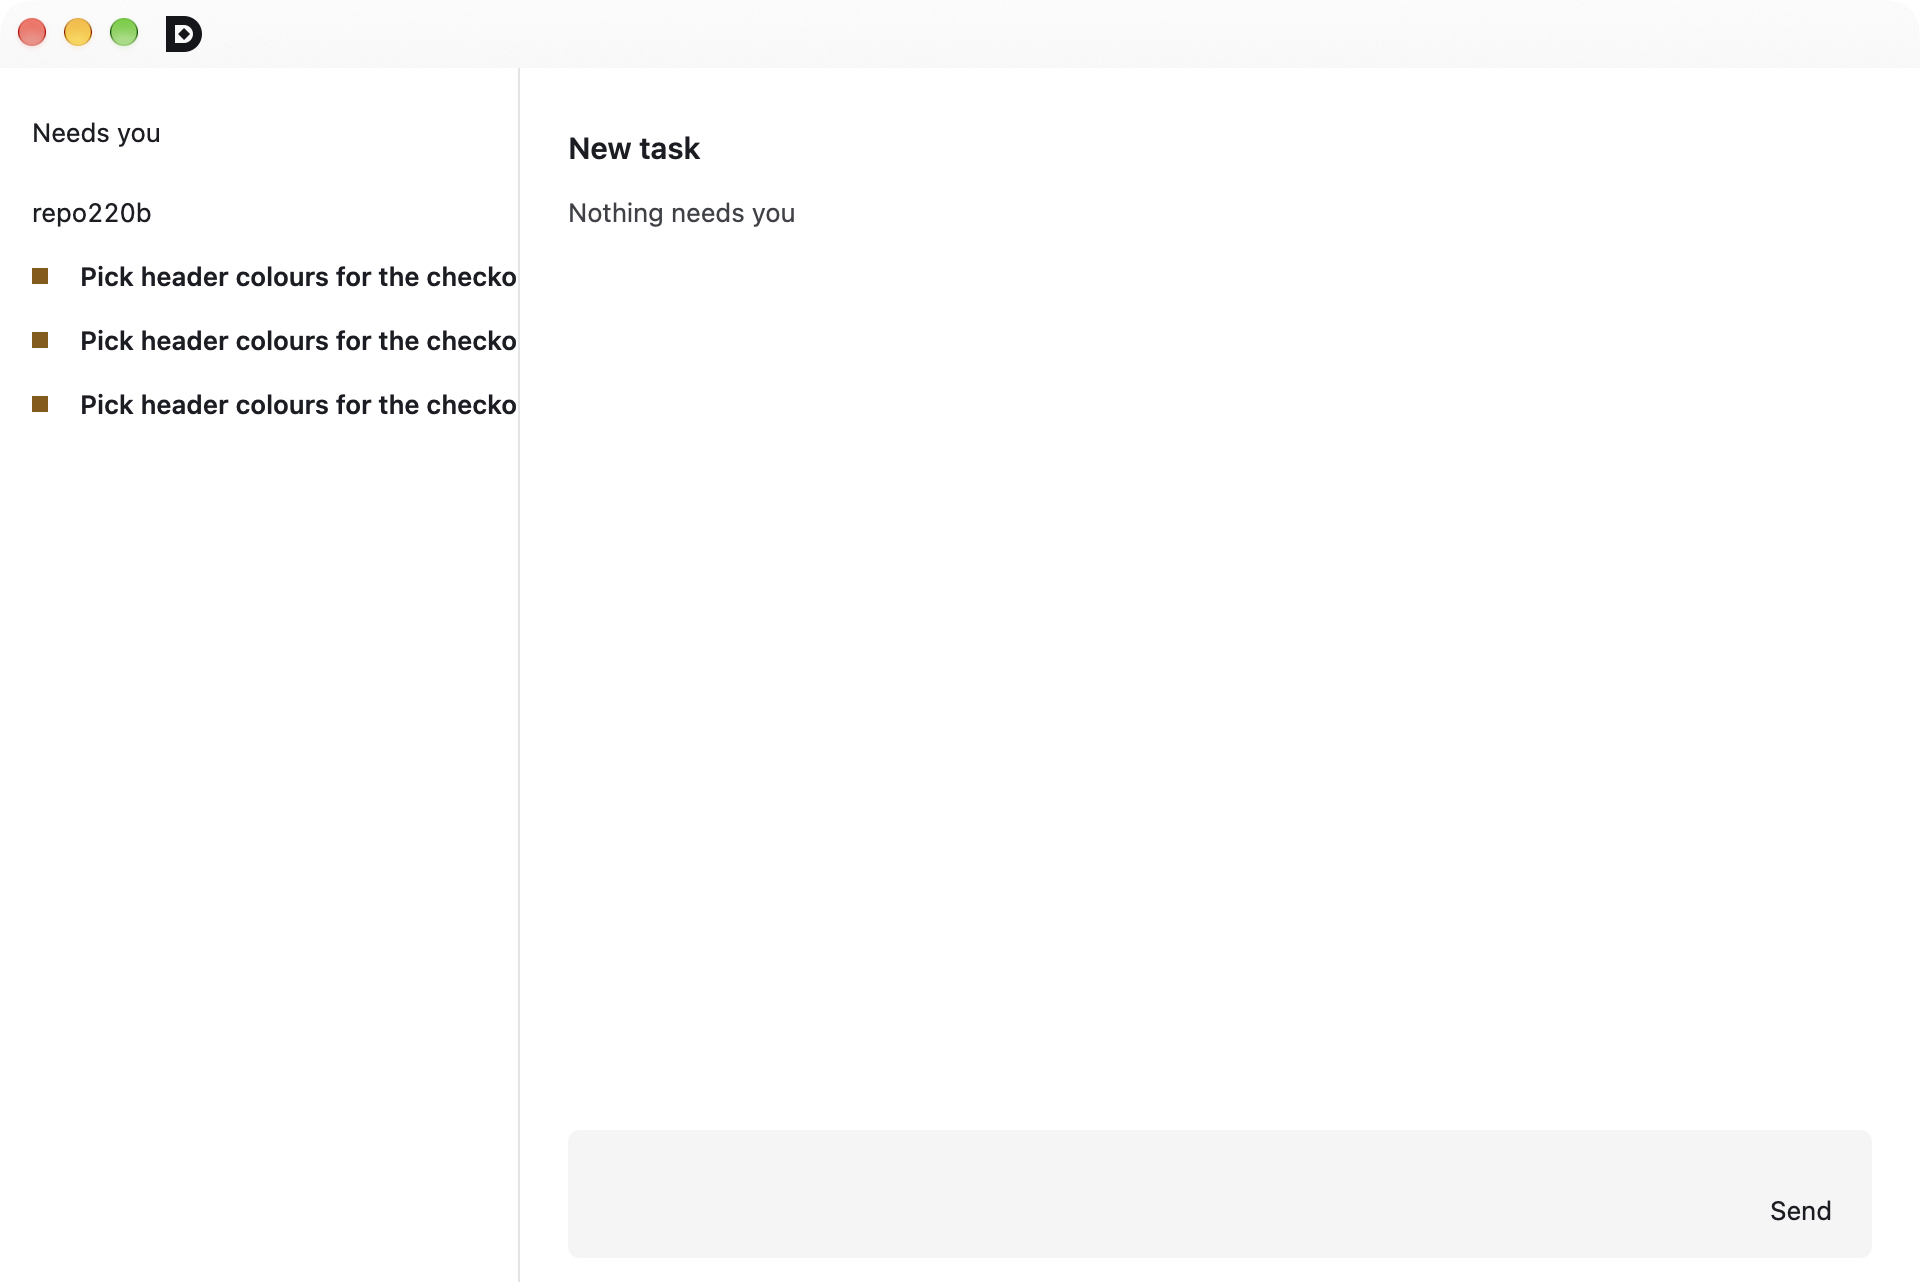 Needs you
repo220b
Pick header colours for the checko
Pick header colours for the checko
Pick header colours for the checko
New task
Nothing needs you
Send